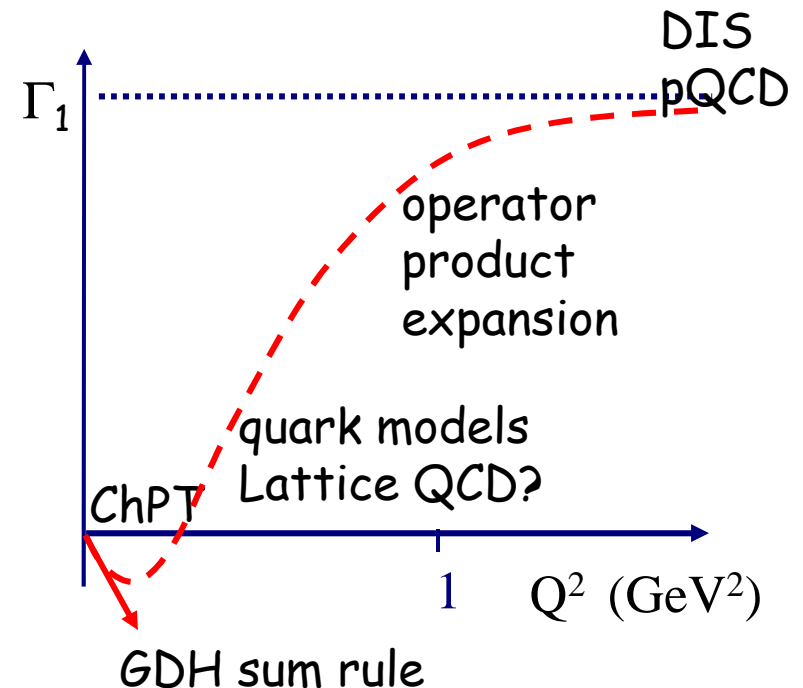 DIS
pQCD
Γ₁
operator
product
expansion
quark models
Lattice QCD?
ChPT
1
Q² (GeV²)
GDH sum rule